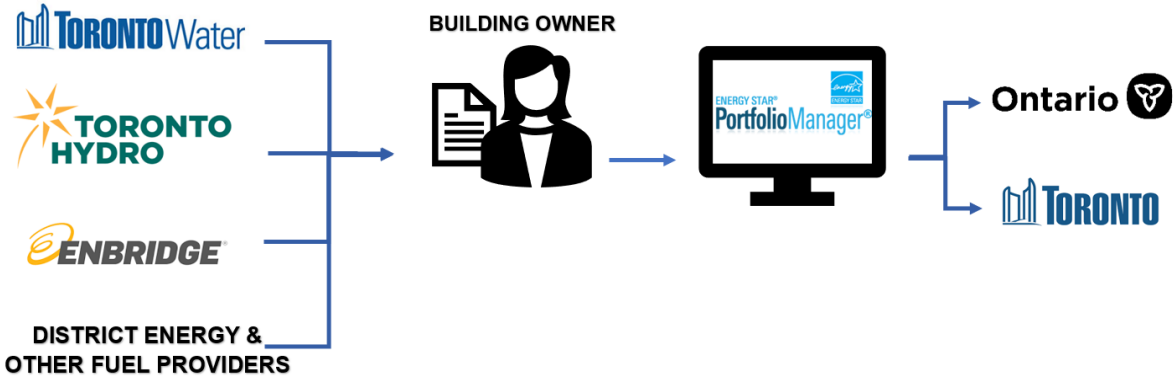 TORONTO Water
TORONTO
HYDRO
ENBRIDGE®
DISTRICT ENERGY &
OTHER FUEL PROVIDERS
BUILDING OWNER
energy
ENERGY STAR
ENERGY STAR®
PortfolioManager®
Ontario
TORONTO